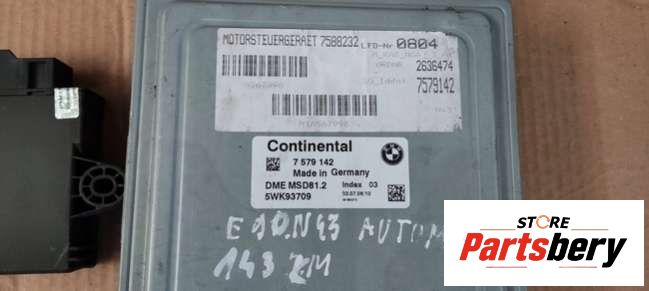 MOTORSTEUERGERAET 7588232 LFD-Nr 0804
2636474
7579142
Continental
BMW
7 579 142
Made in Germany
DME MSD81.2 Index 03
5WK93709
E90.N43 AUTOM
143 KM
STORE
Partsbery